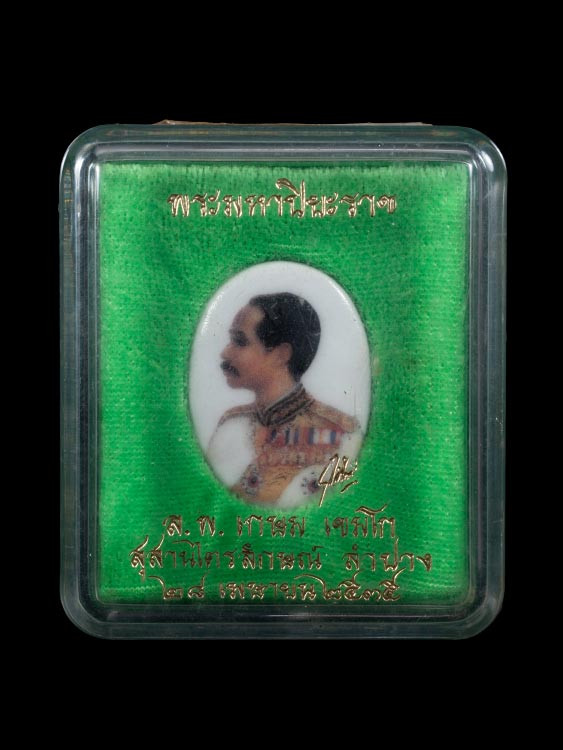 พระมหาปิยะราช
ล.พ. เกษม เขมโก
สุสานไตรลักษณ์ ลำปาง
๒๘ เมษายน ๒๕๓๕